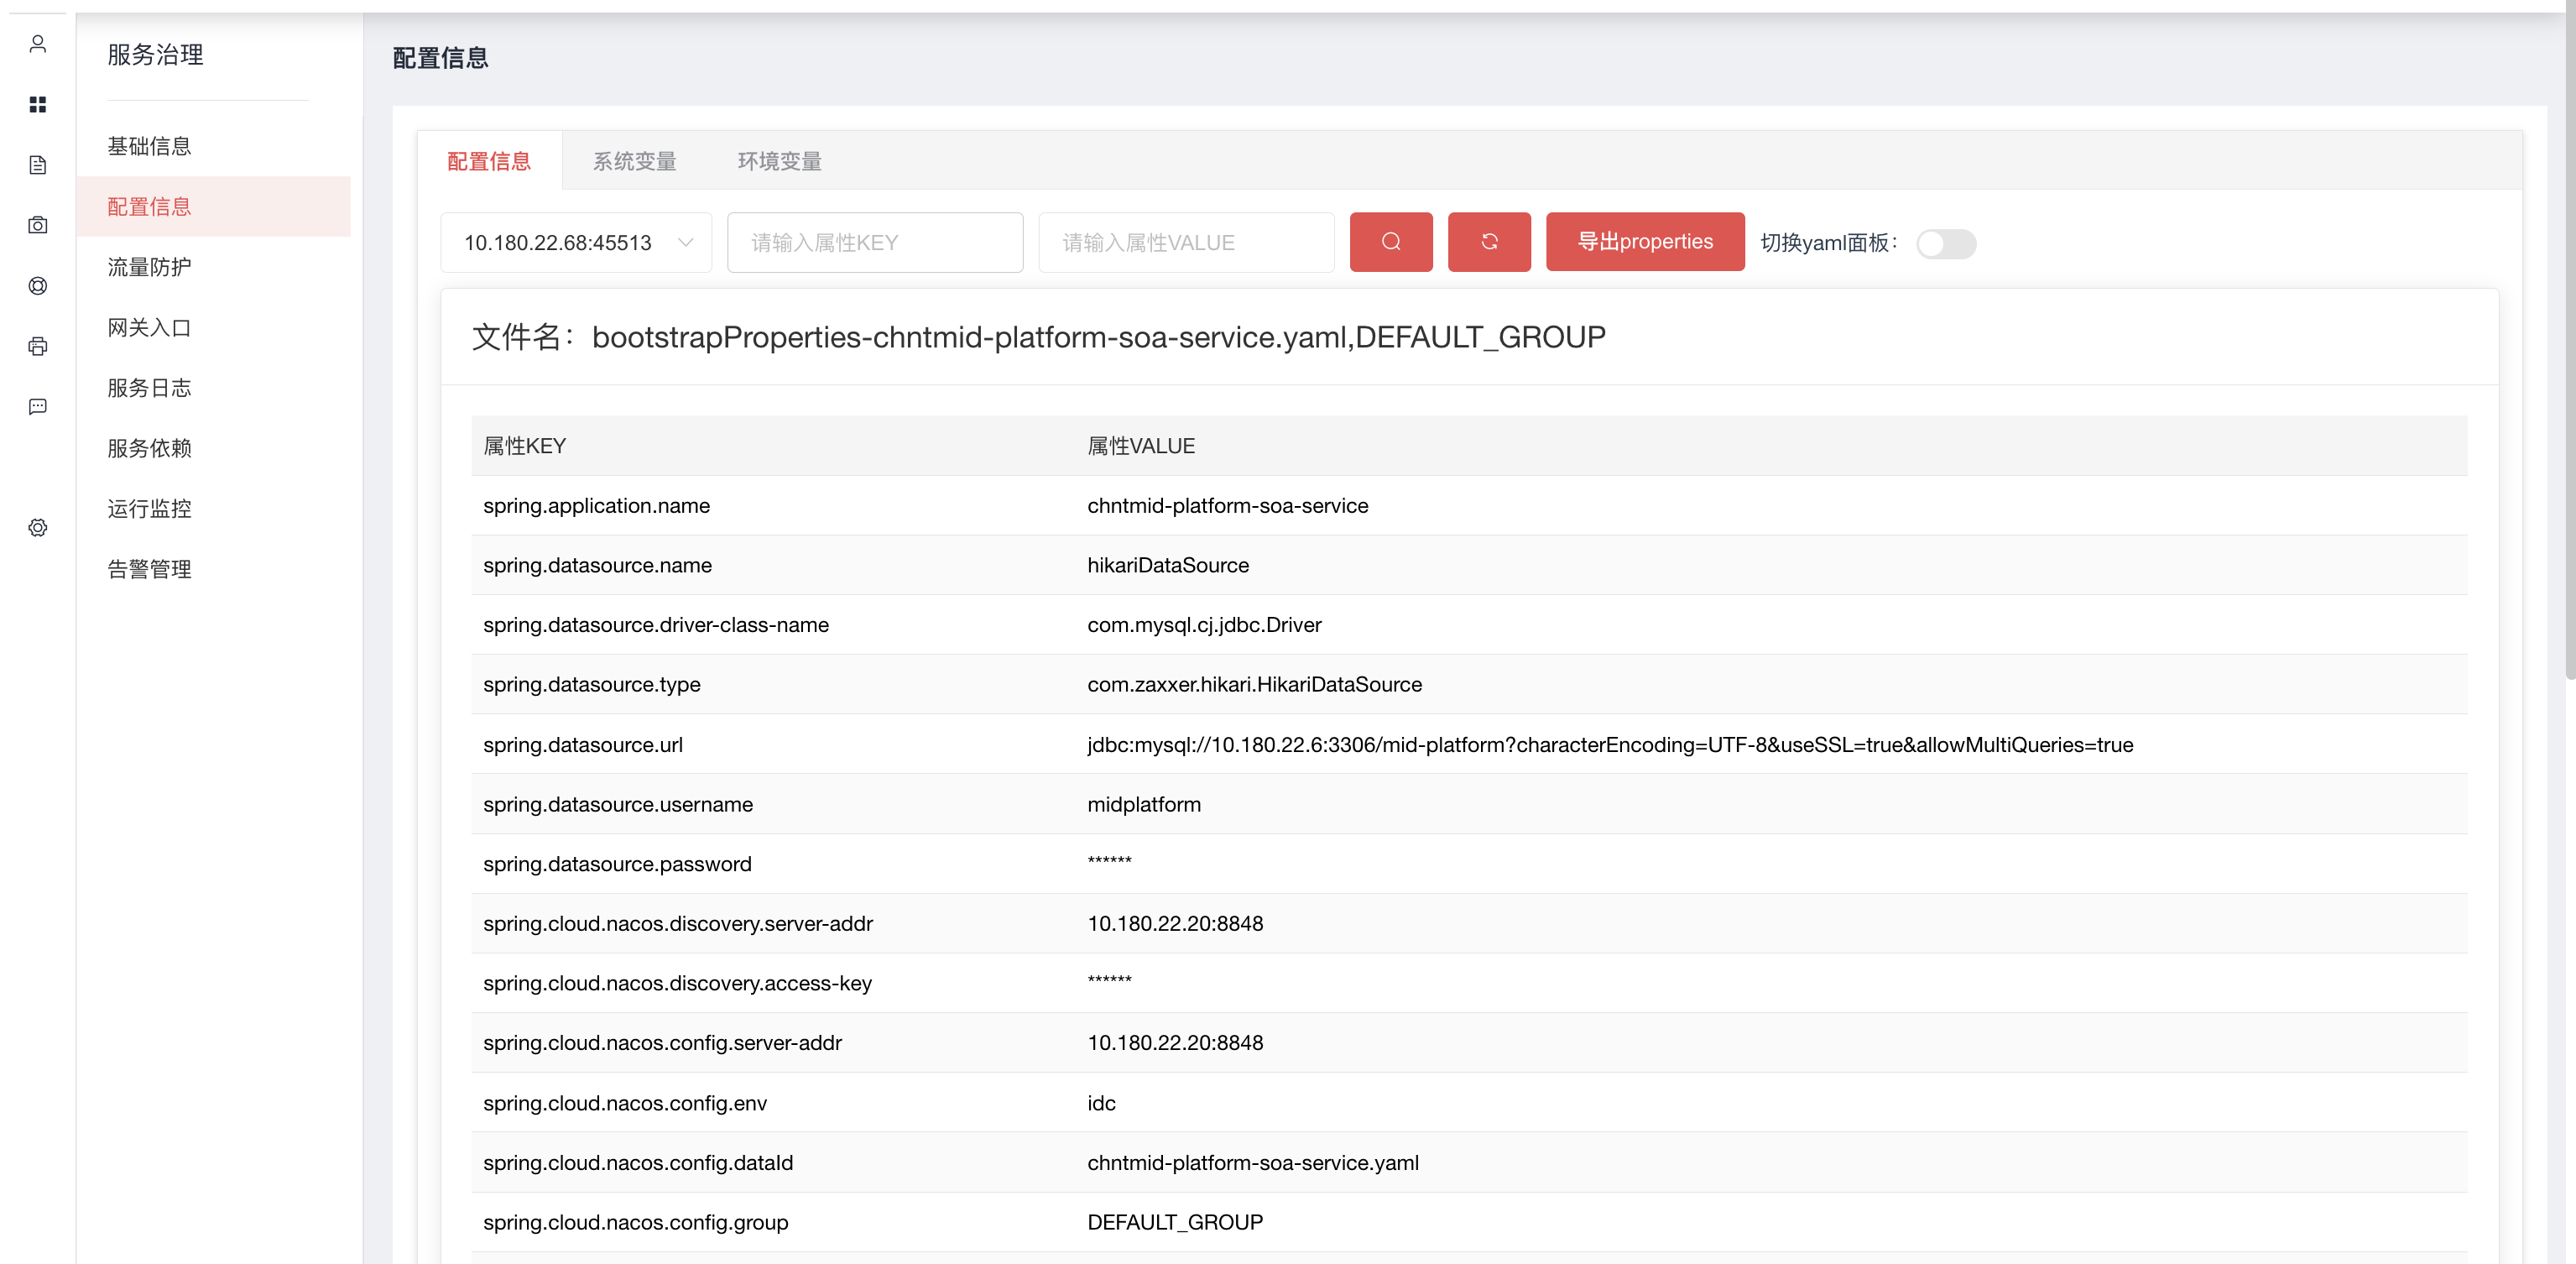 服务治理
基础信息
配置信息
流量防护
网关入口
服务日志
服务依赖
运行监控
告警管理
配置信息
配置信息 系统变量 环境变量
10.180.22.68:45513 请输入属性KEY 请输入属性VALUE 导出properties 切换yaml面板：
文件名：bootstrapProperties-chntmid-platform-soa-service.yaml,DEFAULT_GROUP
属性KEY 属性VALUE
spring.application.name chntmid-platform-soa-service
spring.datasource.name hikariDataSource
spring.datasource.driver-class-name com.mysql.cj.jdbc.Driver
spring.datasource.type com.zaxxer.hikari.HikariDataSource
spring.datasource.url jdbc:mysql://10.180.22.6:3306/mid-platform?characterEncoding=UTF-8&useSSL=true&allowMultiQueries=true
spring.datasource.username midplatform
spring.datasource.password ******
spring.cloud.nacos.discovery.server-addr 10.180.22.20:8848
spring.cloud.nacos.discovery.access-key ******
spring.cloud.nacos.config.server-addr 10.180.22.20:8848
spring.cloud.nacos.config.env idc
spring.cloud.nacos.config.dataId chntmid-platform-soa-service.yaml
spring.cloud.nacos.config.group DEFAULT_GROUP